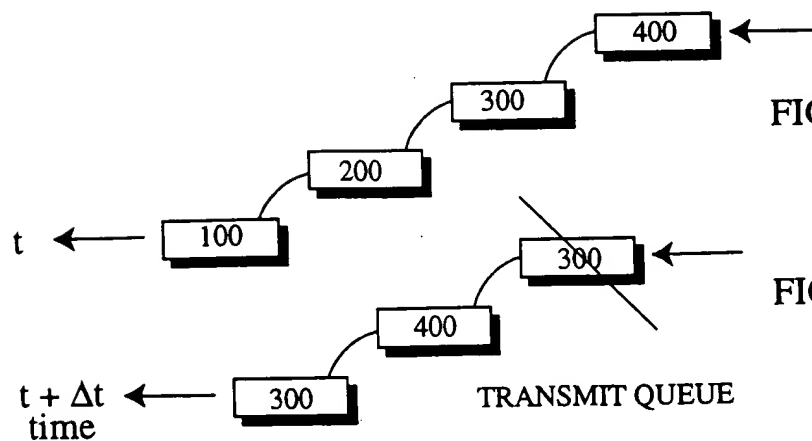 400
300
FIG
200
t
100
300
FIG
400
t + Δt
time
300
TRANSMIT QUEUE